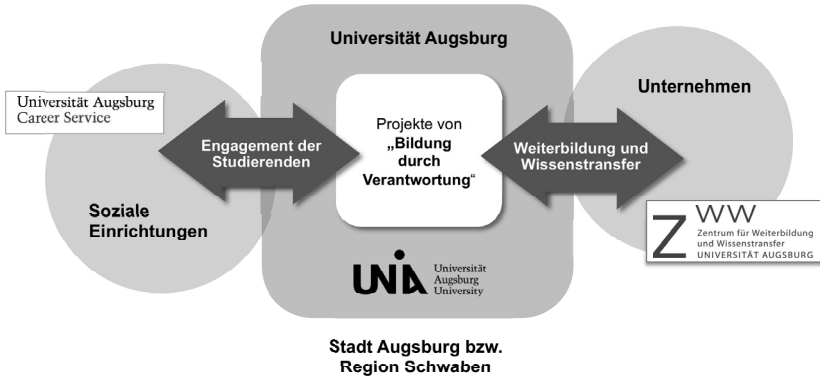 Universität Augsburg
Unternehmen
Universität Augsburg
Career Service
Projekte von
„Bildung
durch
Verantwortung“
Engagement der
Studierenden
Weiterbildung und
Wissenstransfer
Soziale
Einrichtungen
ZWW
Zentrum für Weiterbildung
und Wissenstransfer
UNIVERSITÄT AUGSBURG
UNIA
Universität
Augsburg
University
Stadt Augsburg bzw.
Region Schwaben